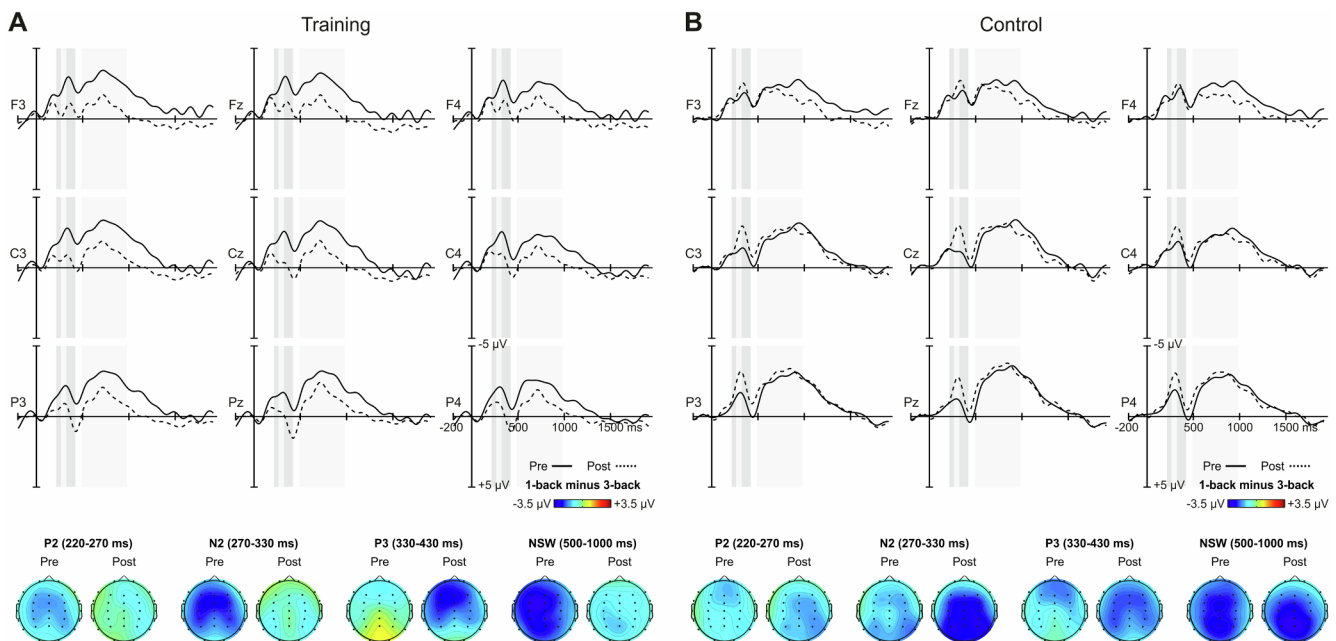 A
Training
F3
Fz
F4
C3
Cz
C4
-5 µV
P3
Pz
P4
-200
500
1000
1500 ms
Pre
Post
+5 µV
1-back minus 3-back
-3.5 µV
+3.5 µV
P2 (220-270 ms)
N2 (270-330 ms)
P3 (330-430 ms)
NSW (500-1000 ms)
Pre
Post
Pre
Post
Pre
Post
Pre
Post
B
Control
F3
Fz
F4
C3
Cz
C4
-5 µV
P3
Pz
P4
-200
500
1000
1500 ms
Pre
Post
+5 µV
1-back minus 3-back
-3.5 µV
+3.5 µV
P2 (220-270 ms)
N2 (270-330 ms)
P3 (330-430 ms)
NSW (500-1000 ms)
Pre
Post
Pre
Post
Pre
Post
Pre
Post